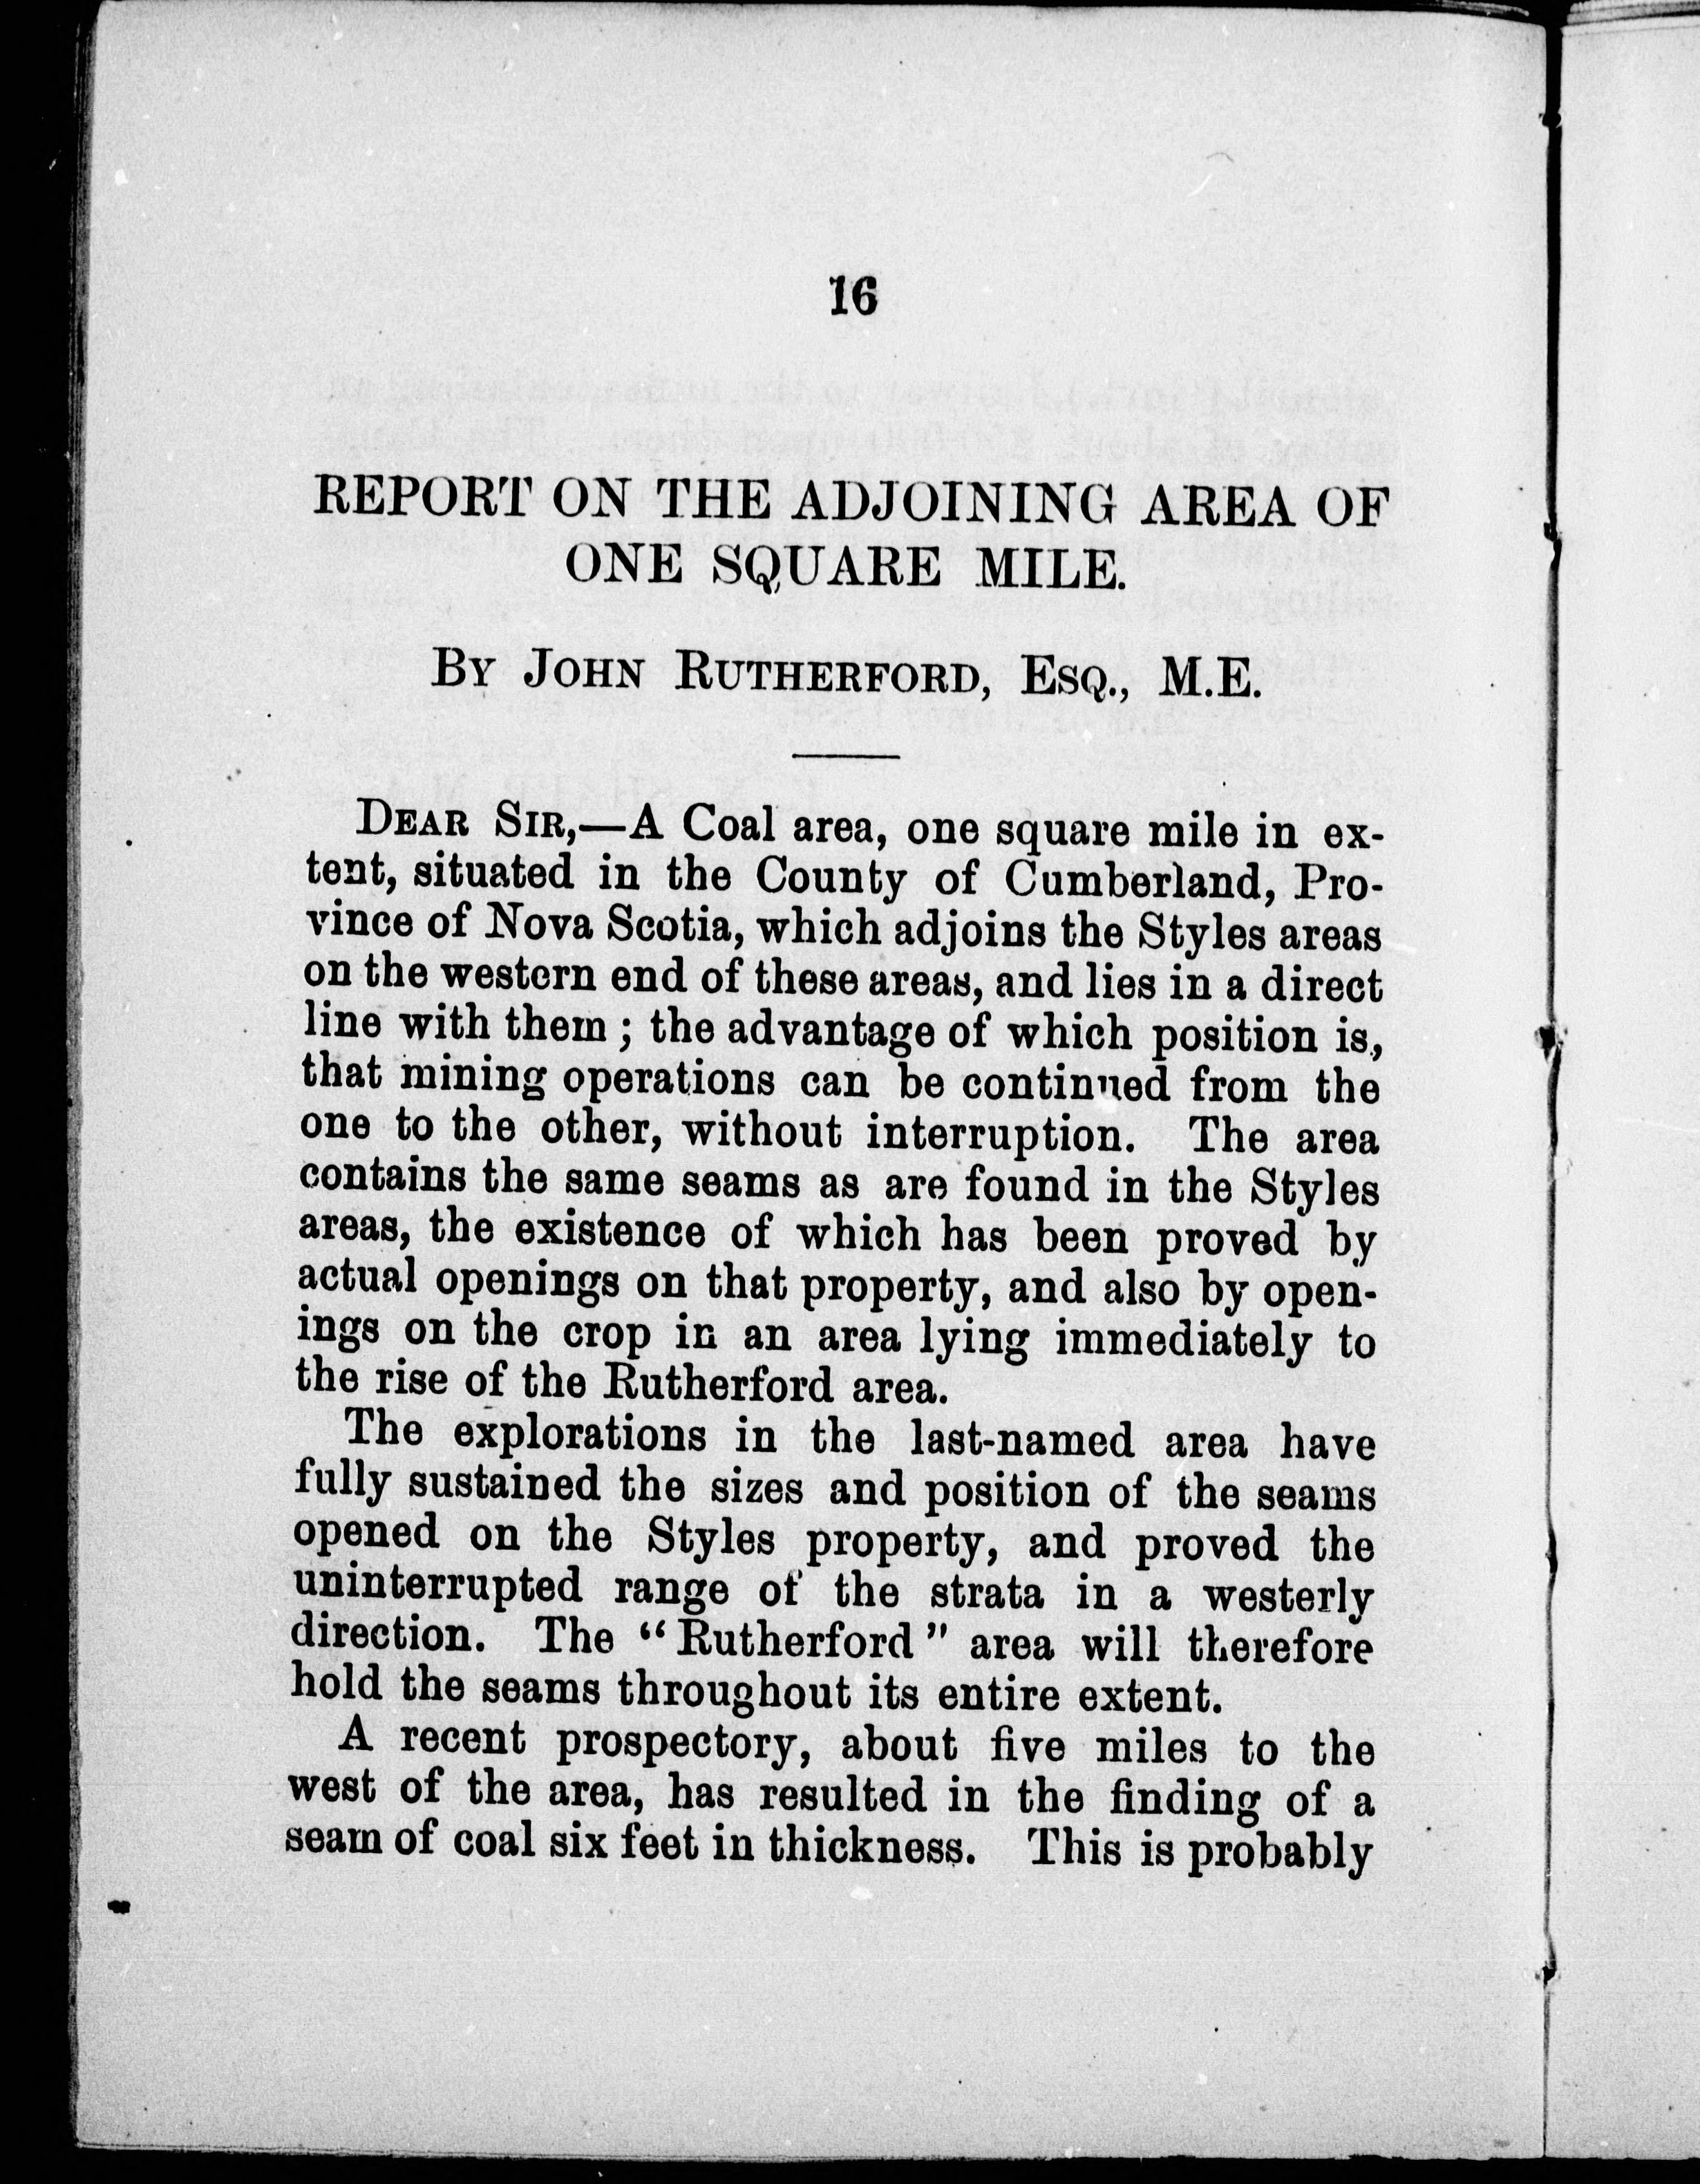 16
REPORT ON THE ADJOINING AREA OF
ONE SQUARE MILE.
BY JOHN RUTHERFORD, ESQ., M.E.
DEAR SIR,—A Coal area, one square mile in ex-
tent, situated in the County of Cumberland, Pro-
vince of Nova Scotia, which adjoins the Styles areas
on the western end of these areas, and lies in a direct
line with them; the advantage of which position is,
that mining operations can be continued from the
one to the other, without interruption. The area
contains the same seams as are found in the Styles
areas, the existence of which has been proved by
actual openings on that property, and also by open-
ings on the crop in an area lying immediately to
the rise of the Rutherford area.
The explorations in the last-named area have
fully sustained the sizes and position of the seams
opened on the Styles property, and proved the
uninterrupted range of the strata in a westerly
direction. The "Rutherford" area will therefore
hold the seams throughout its entire extent.
A recent prospectory, about five miles to the
west of the area, has resulted in the finding of a
seam of coal six feet in thickness. This is probably